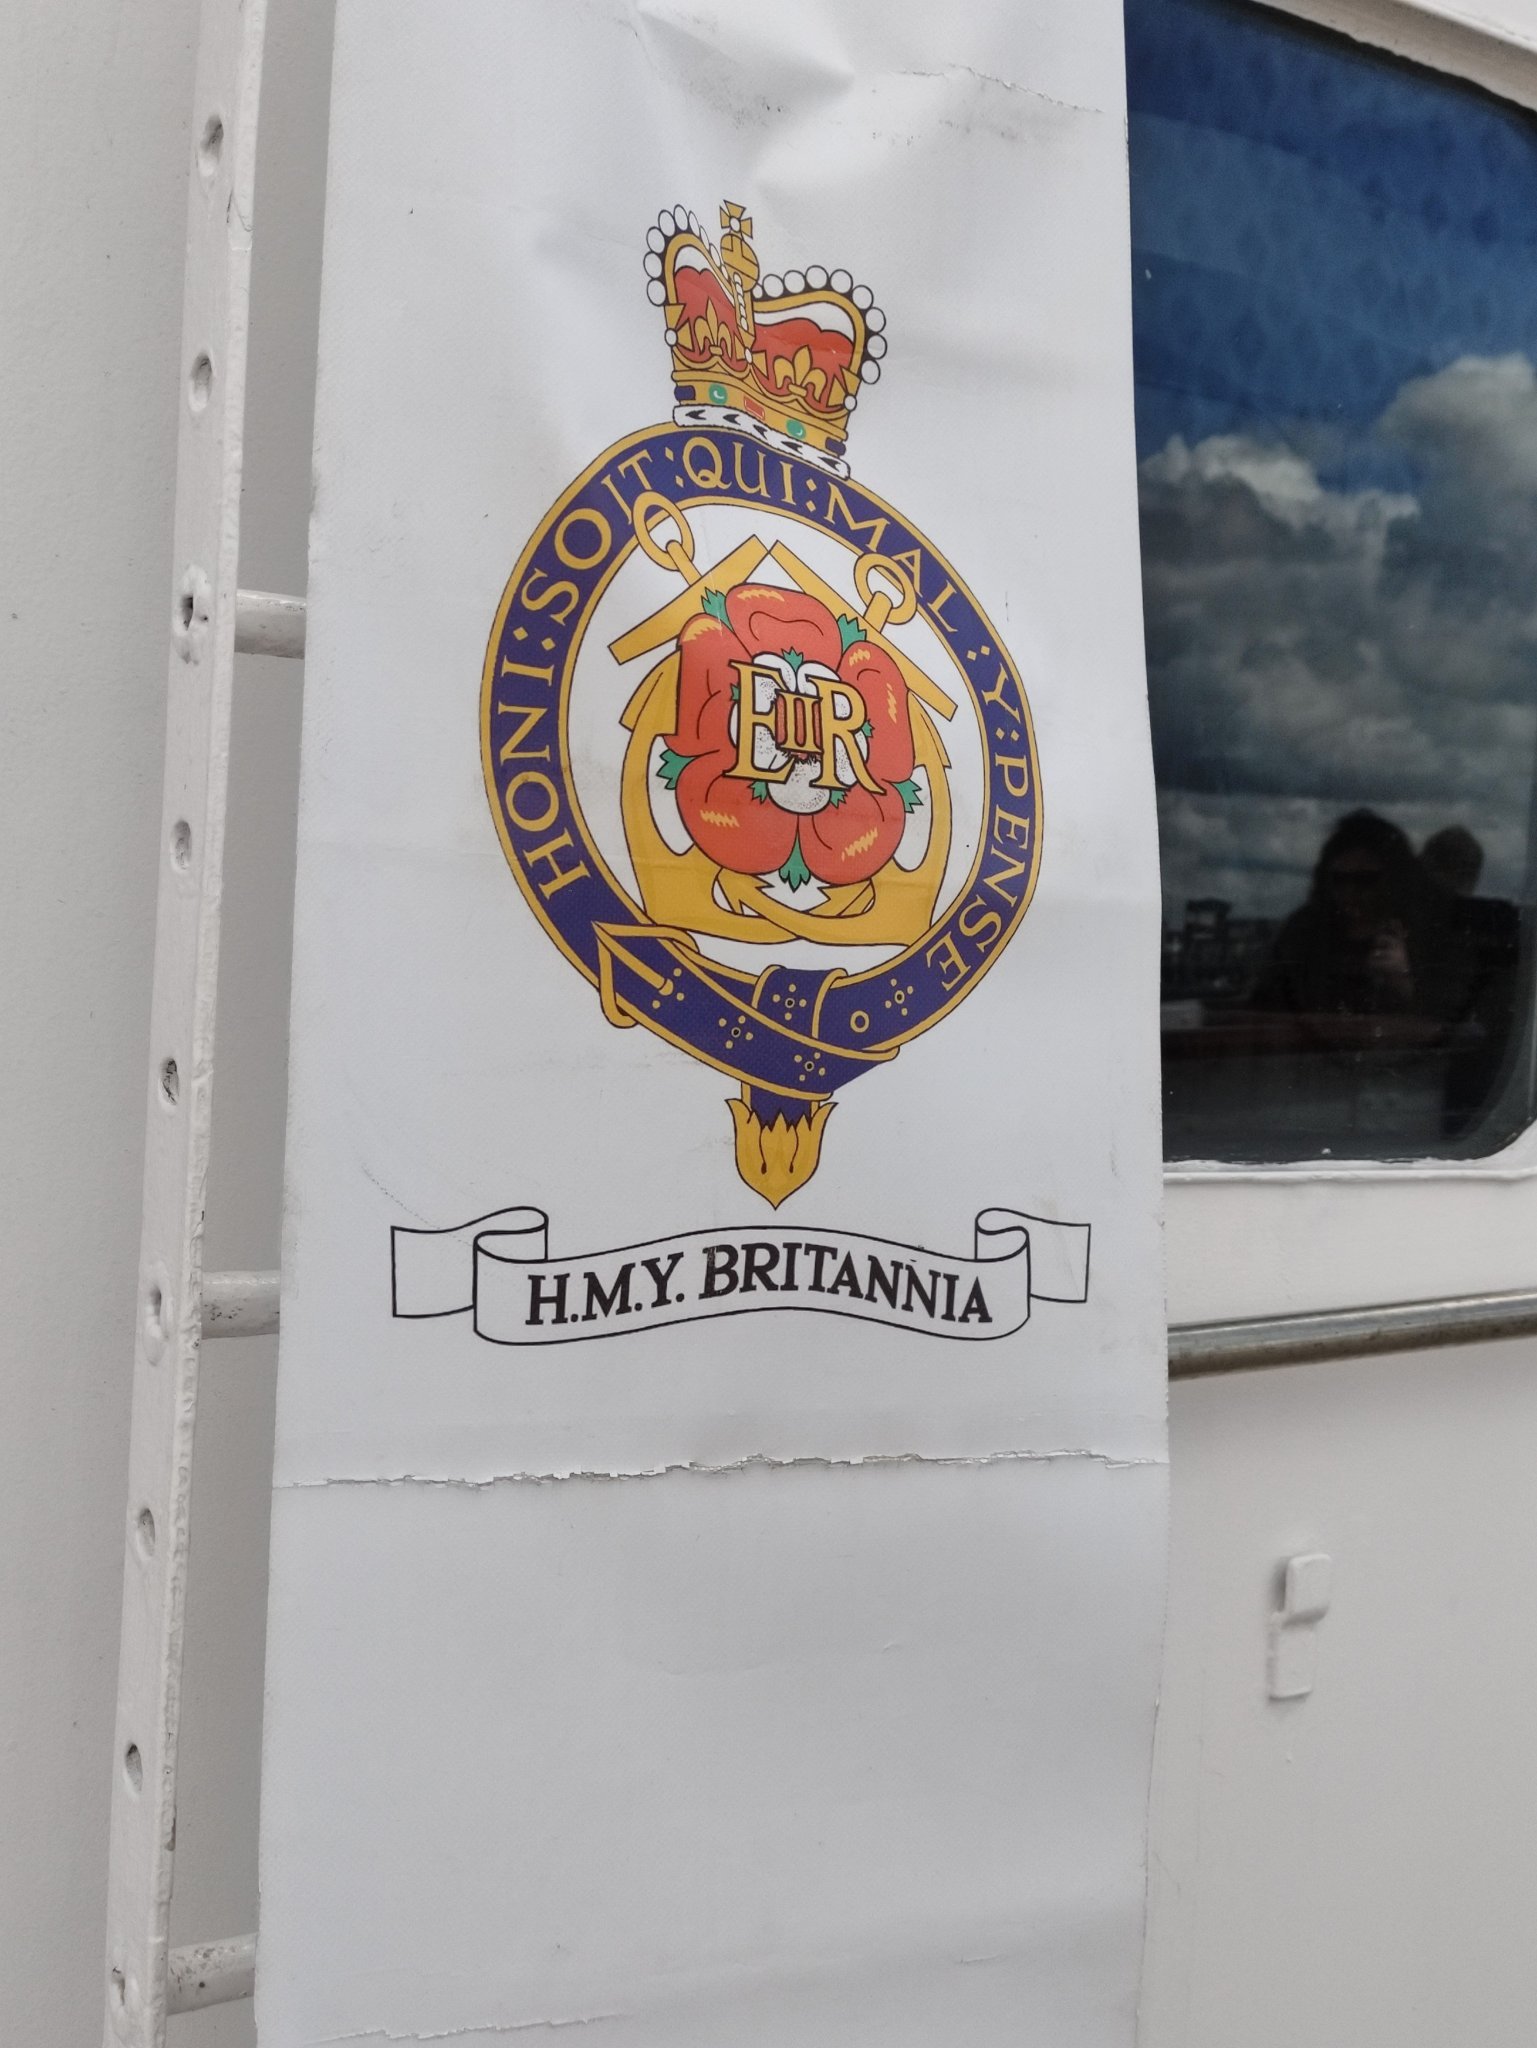 HONI:SOIT:QUI:MAL:Y:PENSE
EIIR
H.M.Y. BRITANNIA